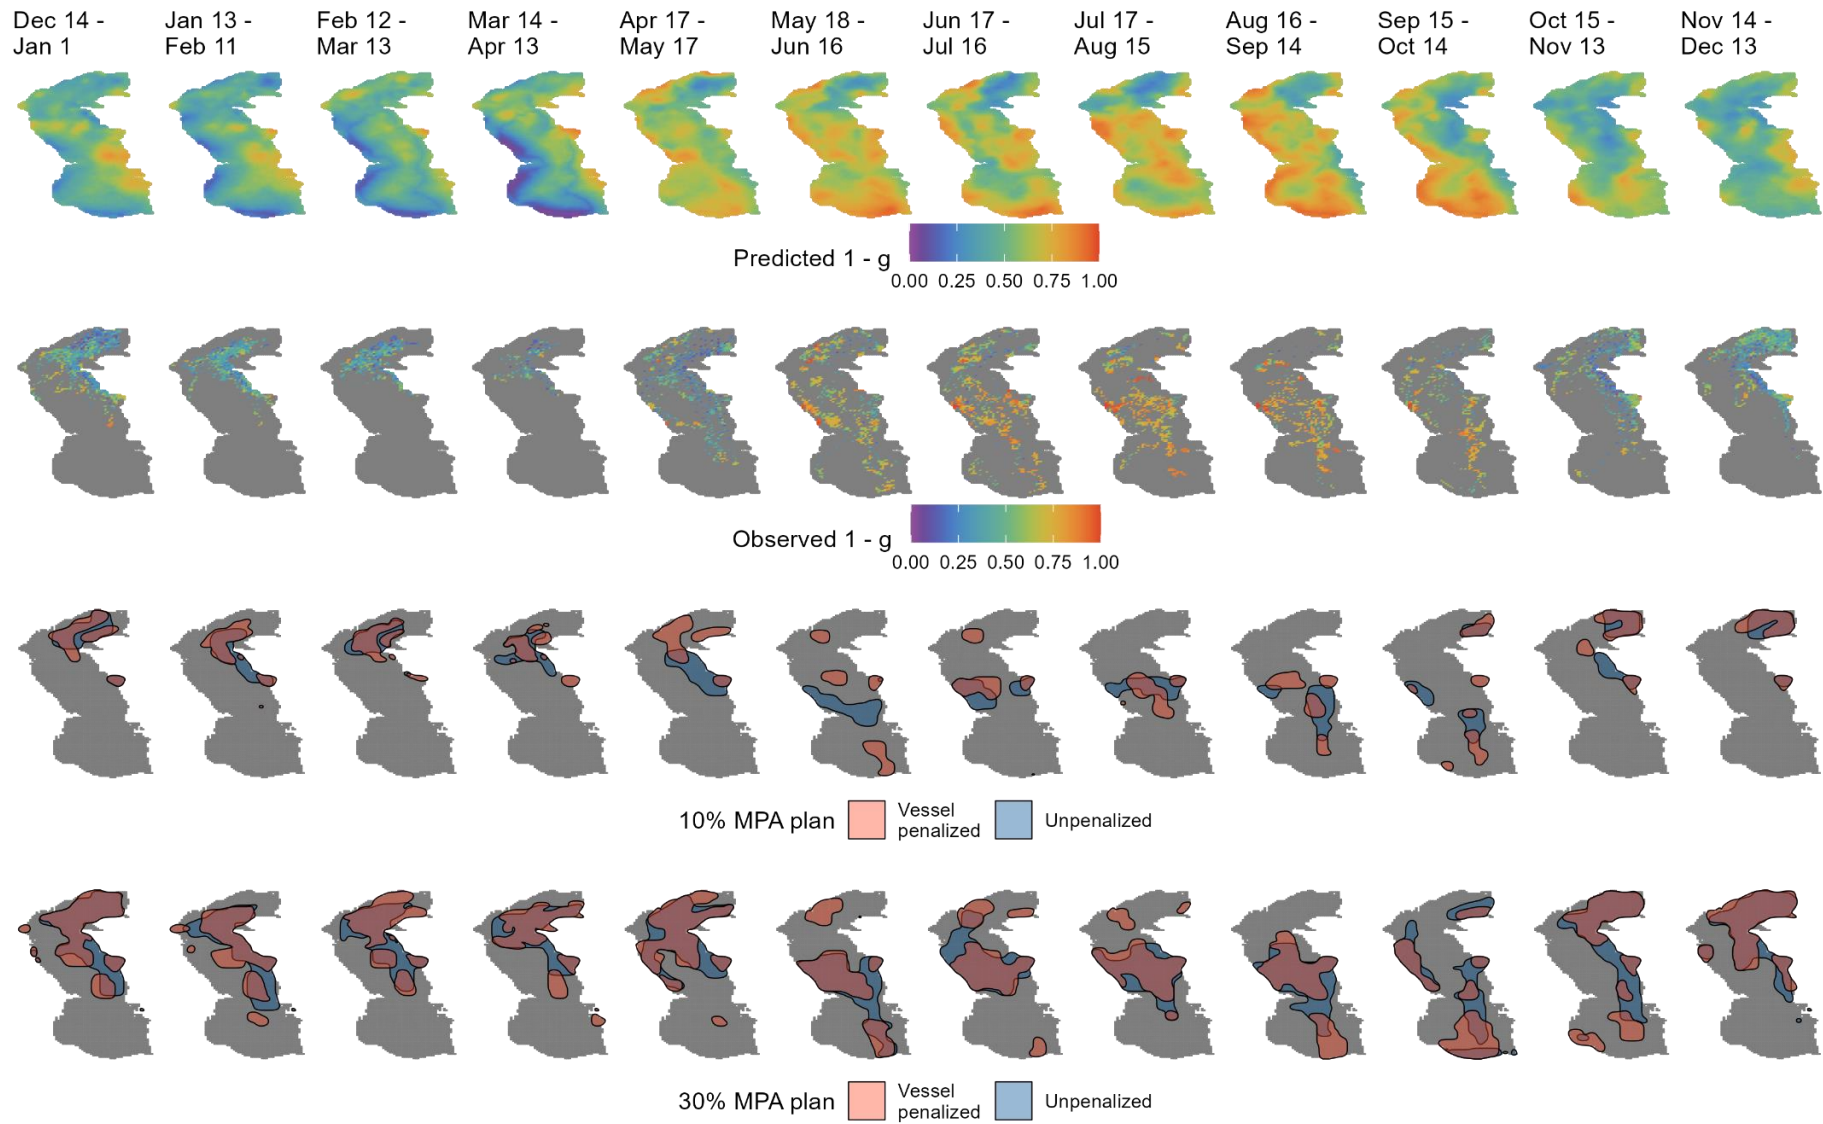 Dec 14 -
Jan 1
Jan 13 -
Feb 11
Feb 12 -
Mar 13
Mar 14 -
Apr 13
Apr 17 -
May 17
May 18 -
Jun 16
Jun 17 -
Jul 16
Jul 17 -
Aug 15
Aug 16 -
Sep 14
Sep 15 -
Oct 14
Oct 15 -
Nov 13
Nov 14 -
Dec 13
Predicted 1 - g
0.00 0.25 0.50 0.75 1.00
Observed 1 - g
0.00 0.25 0.50 0.75 1.00
10% MPA plan
Vessel
penalized
Unpenalized
30% MPA plan
Vessel
penalized
Unpenalized